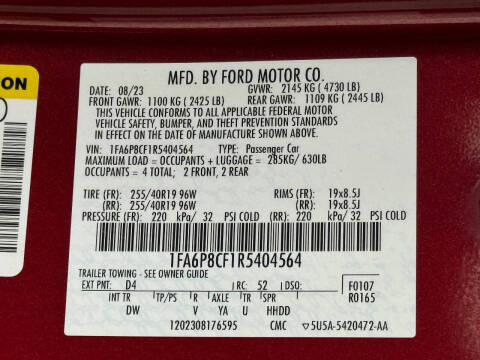 ON
MFD. BY FORD MOTOR CO.
DATE: 08/23 GVWR: 2145 KG ( 4730 LB)
FRONT GAWR: 1100 KG ( 2425 LB) REAR GAWR: 1109 KG ( 2445 LB)
THIS VEHICLE CONFORMS TO ALL APPLICABLE FEDERAL MOTOR
VEHICLE SAFETY, BUMPER, AND THEFT PREVENTION STANDARDS
IN EFFECT ON THE DATE OF MANUFACTURE SHOWN ABOVE.
VIN: 1FA6P8CF1R5404564 TYPE: Passenger Car
MAXIMUM LOAD = OCCUPANTS + LUGGAGE = 285KG/ 630LB
OCCUPANTS = 4 TOTAL; 2 FRONT, 2 REAR
TIRE (FR): 255/40R19 96W RIMS (FR): 19x8.5J
(RR): 255/40R19 96W (RR): 19x8.5J
PRESSURE (FR): 220 kPa/ 32 PSI COLD (RR): 220 kPa/ 32 PSI COLD
1FA6P8CF1R5404564
TRAILER TOWING - SEE OWNER GUIDE
EXT PNT: D4 RC: 52 DSO: F0107
INT TR TP/PS R AXLE TR SPR R0165
DW V YA U HHDD
1202308176595 CMC 5U5A-5420472-AA